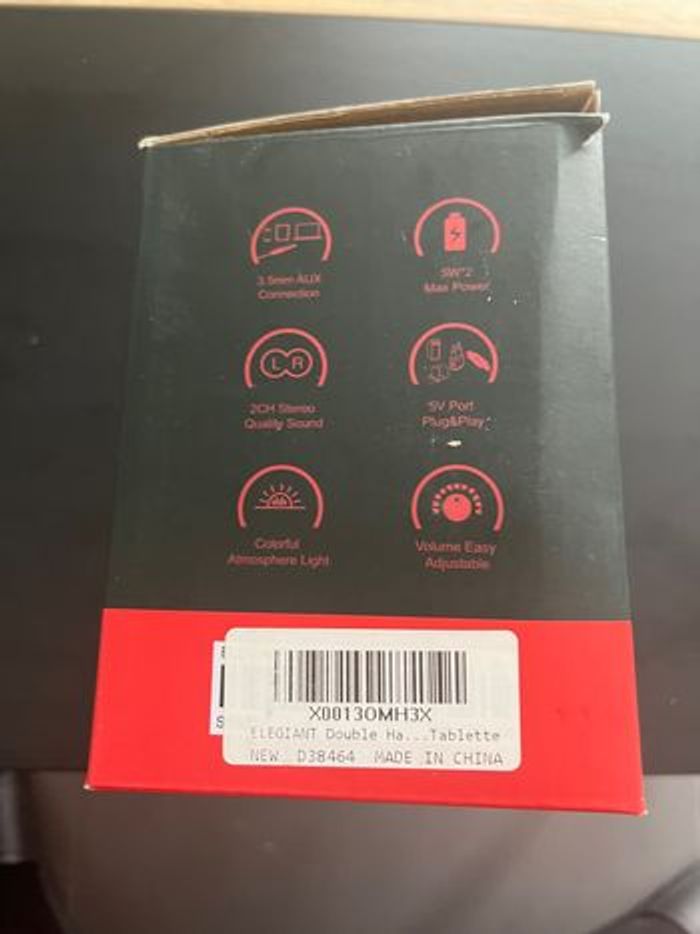 3.5mm AUX
Connection
5W*2
Max Power
L R
2CH Stereo
Quality Sound
5V Port
Plug&Play
Colorful
Atmosphere Light
Volume Easy
Adjustable
X0013OMH3X
ELEGIANT Double Ha...Tablette
NEW D38464 MADE IN CHINA